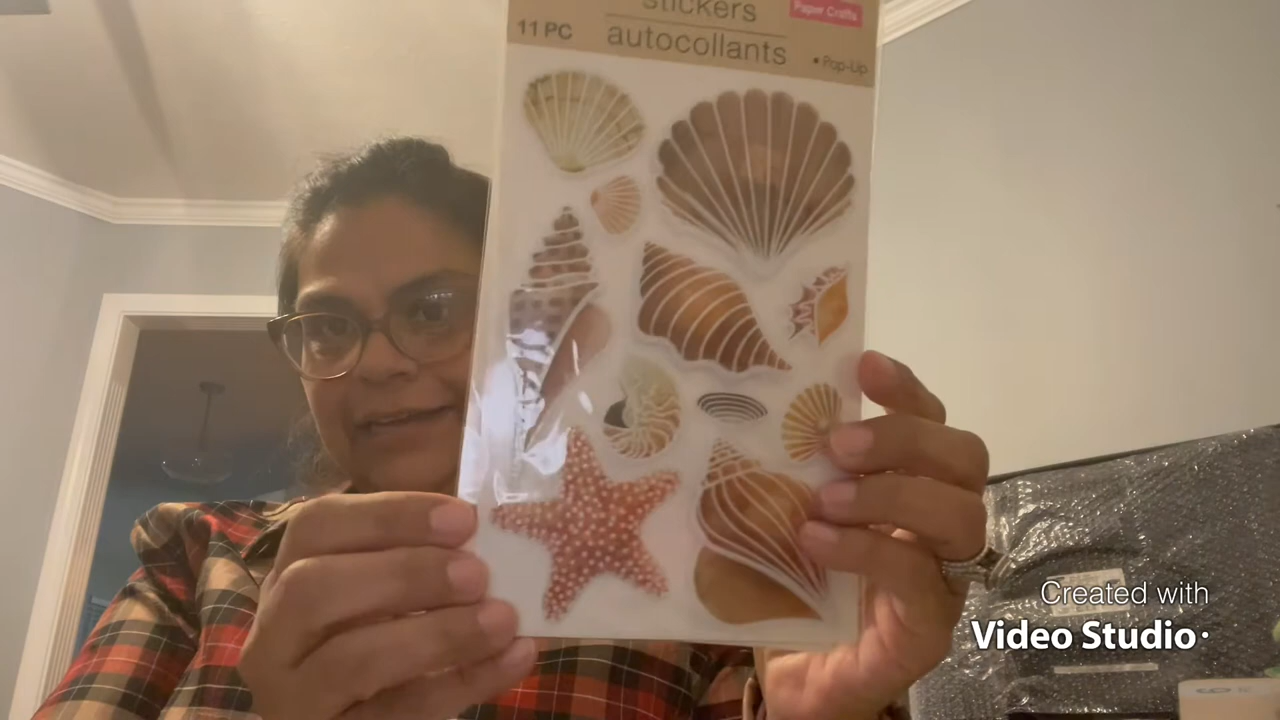 stickers
Paper Crafts
11 PC
autocollants
• Pop-Up
Created with
Video Studio